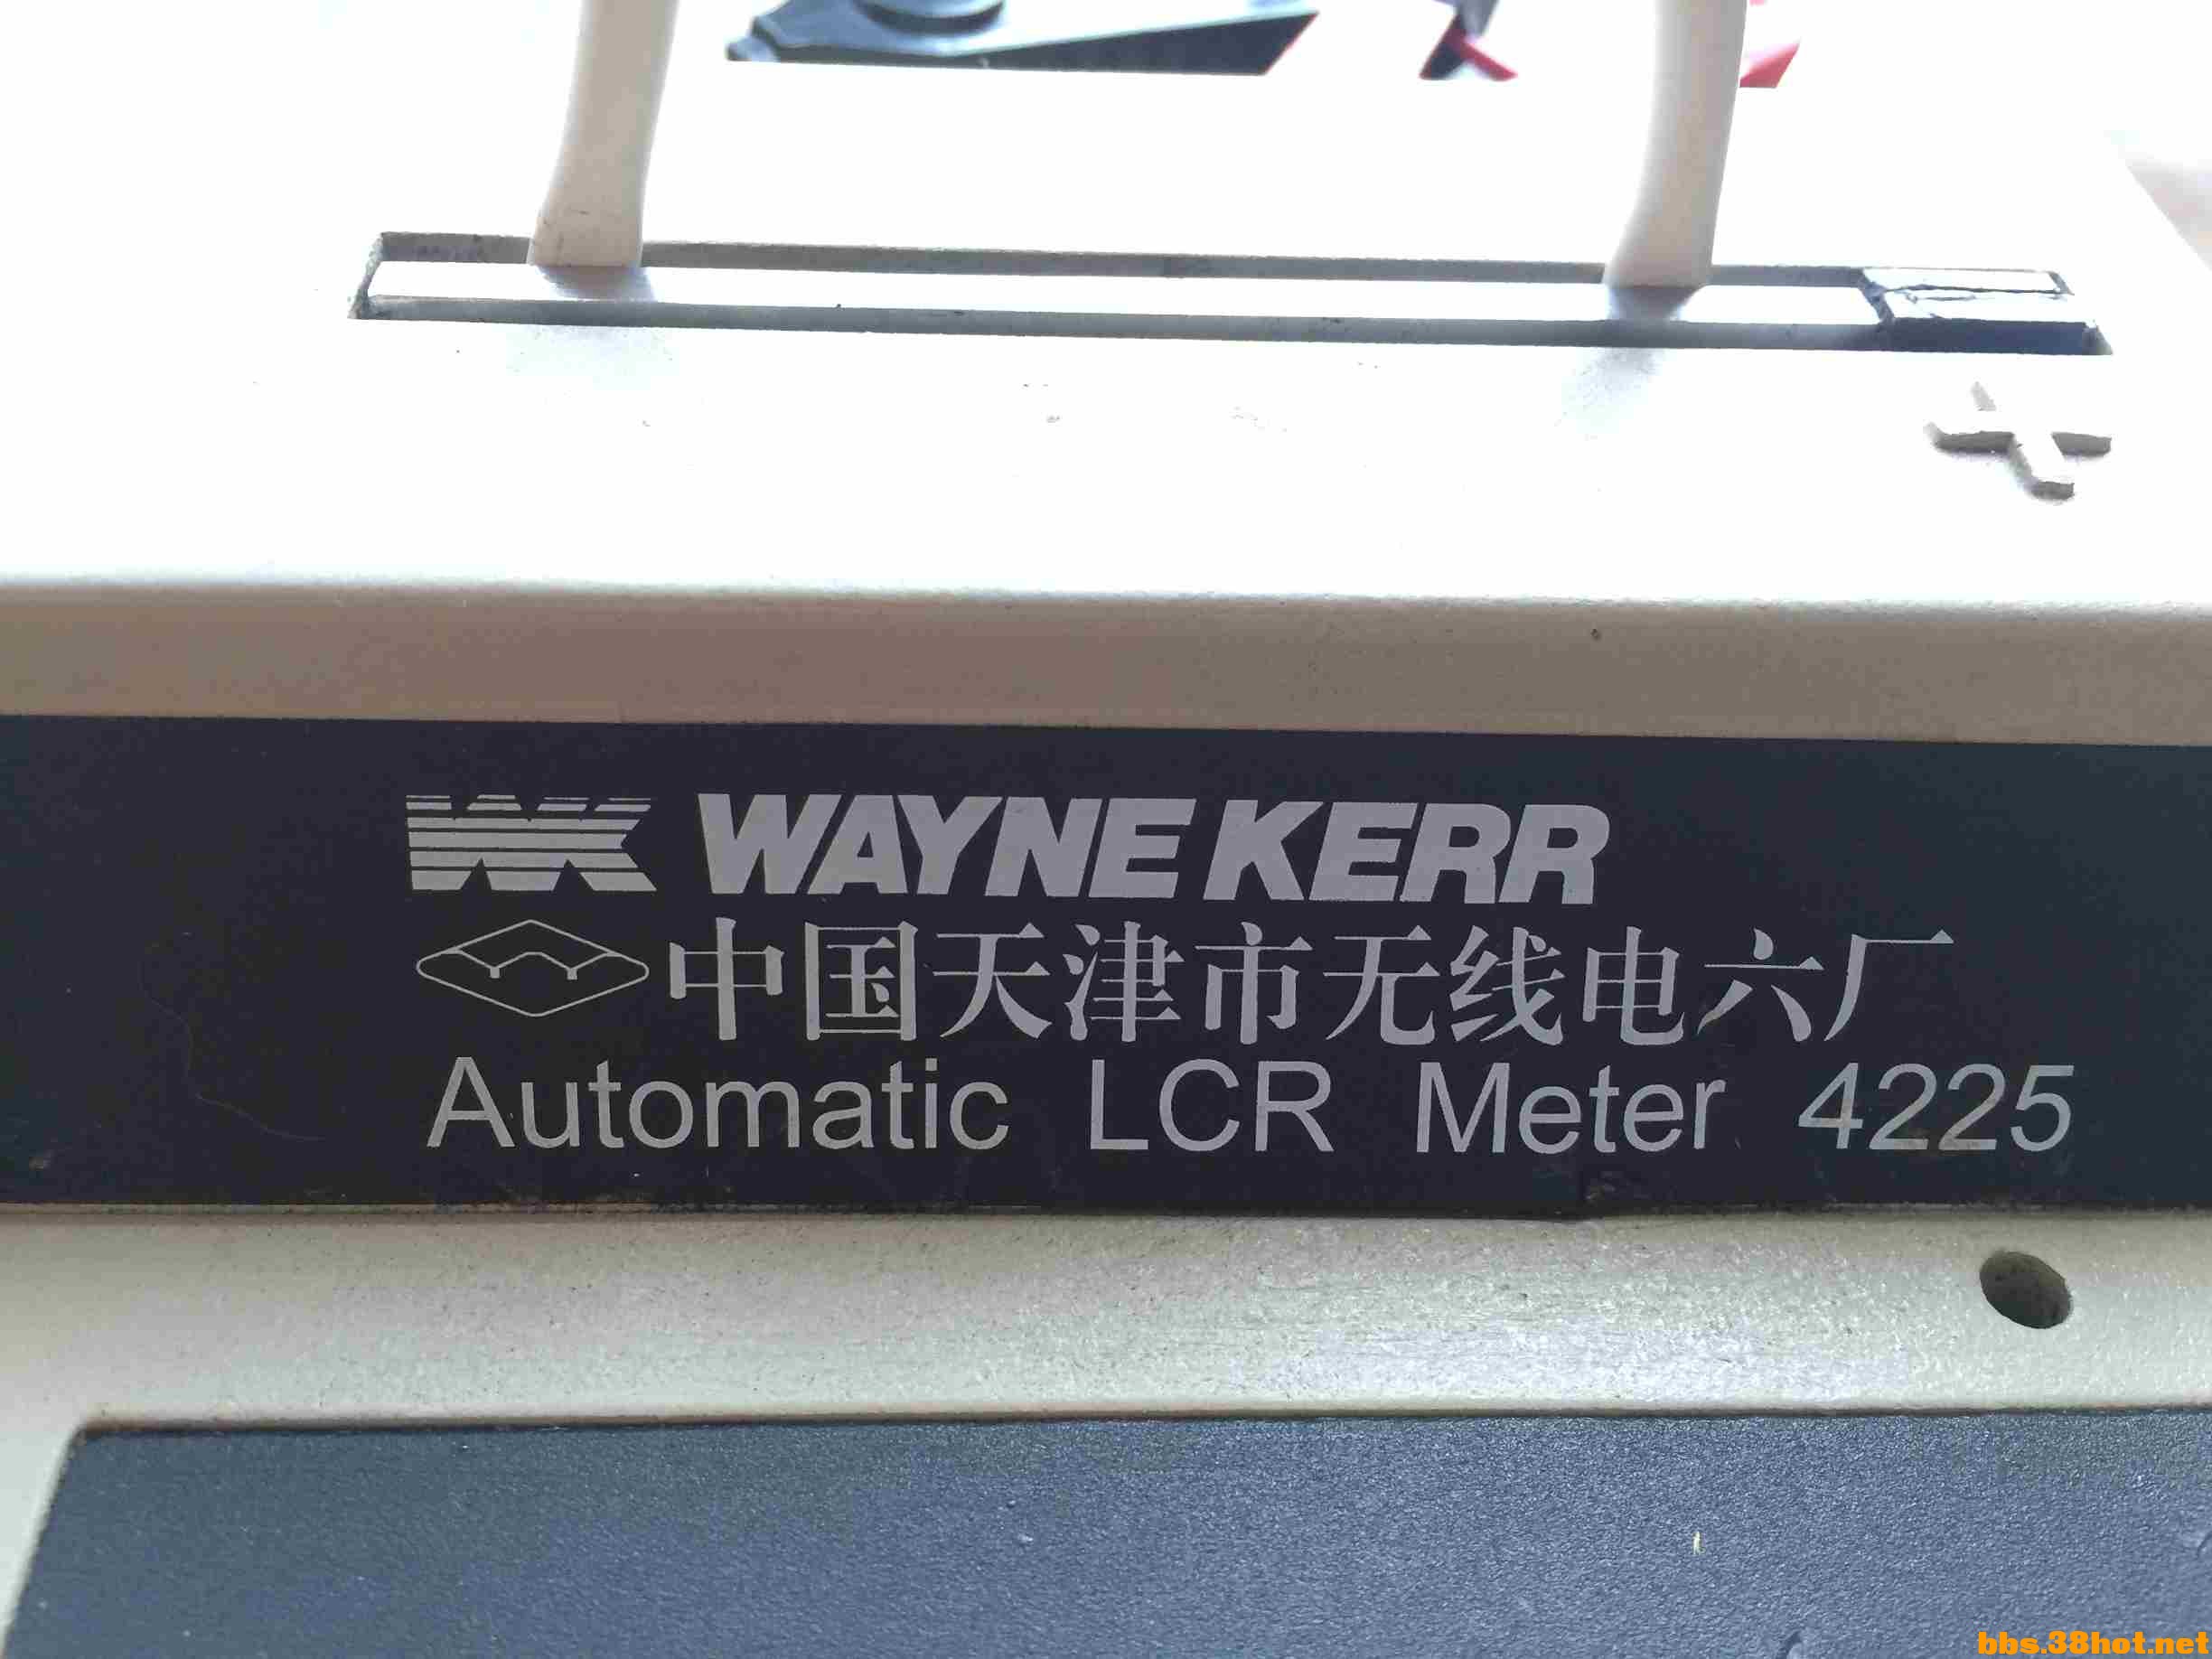 +
WK WAYNE KERR
中国天津市无线电六厂
Automatic LCR Meter 4225
bbs.38hot.net